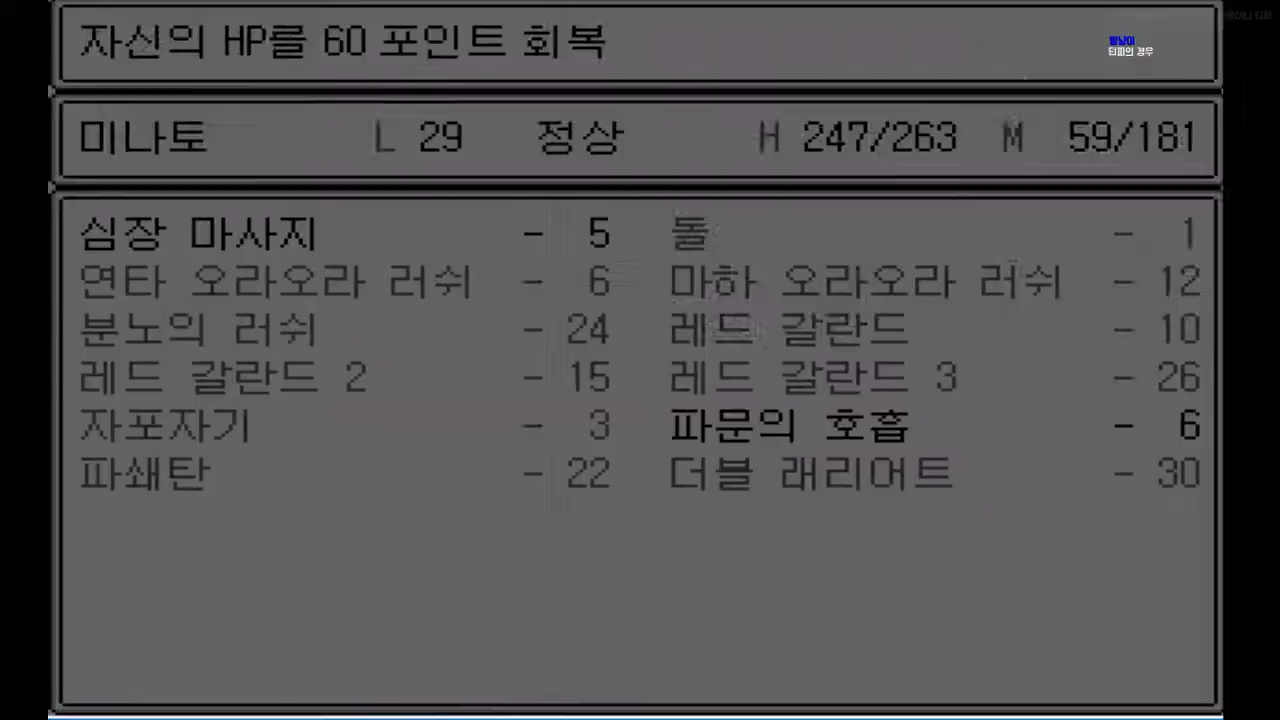 자신의 HP를 60 포인트 회복
덤파의 경우
미나토 L 29 정상 H 247/263 M 59/181
심장 마사지 - 5 돌 - 1
연타 오라오라 러쉬 - 6 마하 오라오라 러쉬 - 12
분노의 러쉬 - 24 레드 갈란드 - 10
레드 갈란드 2 - 15 레드 갈란드 3 - 26
자포자기 - 3 파문의 호흡 - 6
파쇄탄 - 22 더블 래리어트 - 30